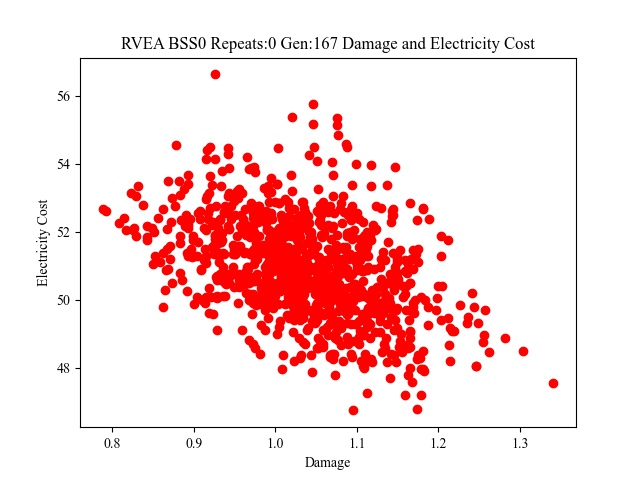 RVEA BSS0 Repeats:0 Gen:167 Damage and Electricity Cost
56
54
52
50
48
Electricity Cost
0.8 0.9 1.0 1.1 1.2 1.3
Damage